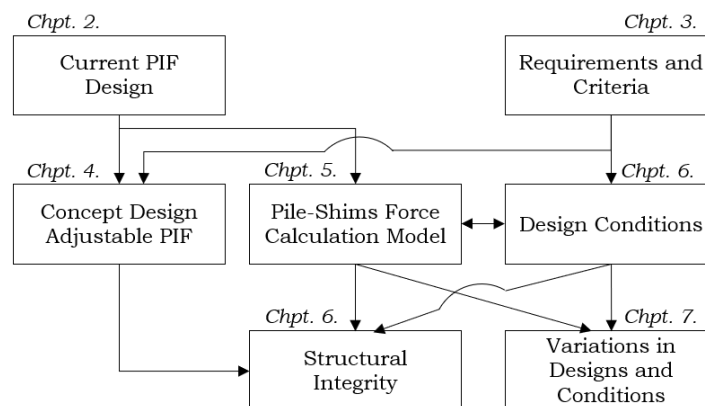 Chpt. 2.
Current PIF
Design
Chpt. 3.
Requirements and
Criteria
Chpt. 4.
Concept Design
Adjustable PIF
Chpt. 5.
Pile-Shims Force
Calculation Model
Chpt. 6.
Design Conditions
Chpt. 6.
Structural
Integrity
Chpt. 7.
Variations in
Designs and
Conditions